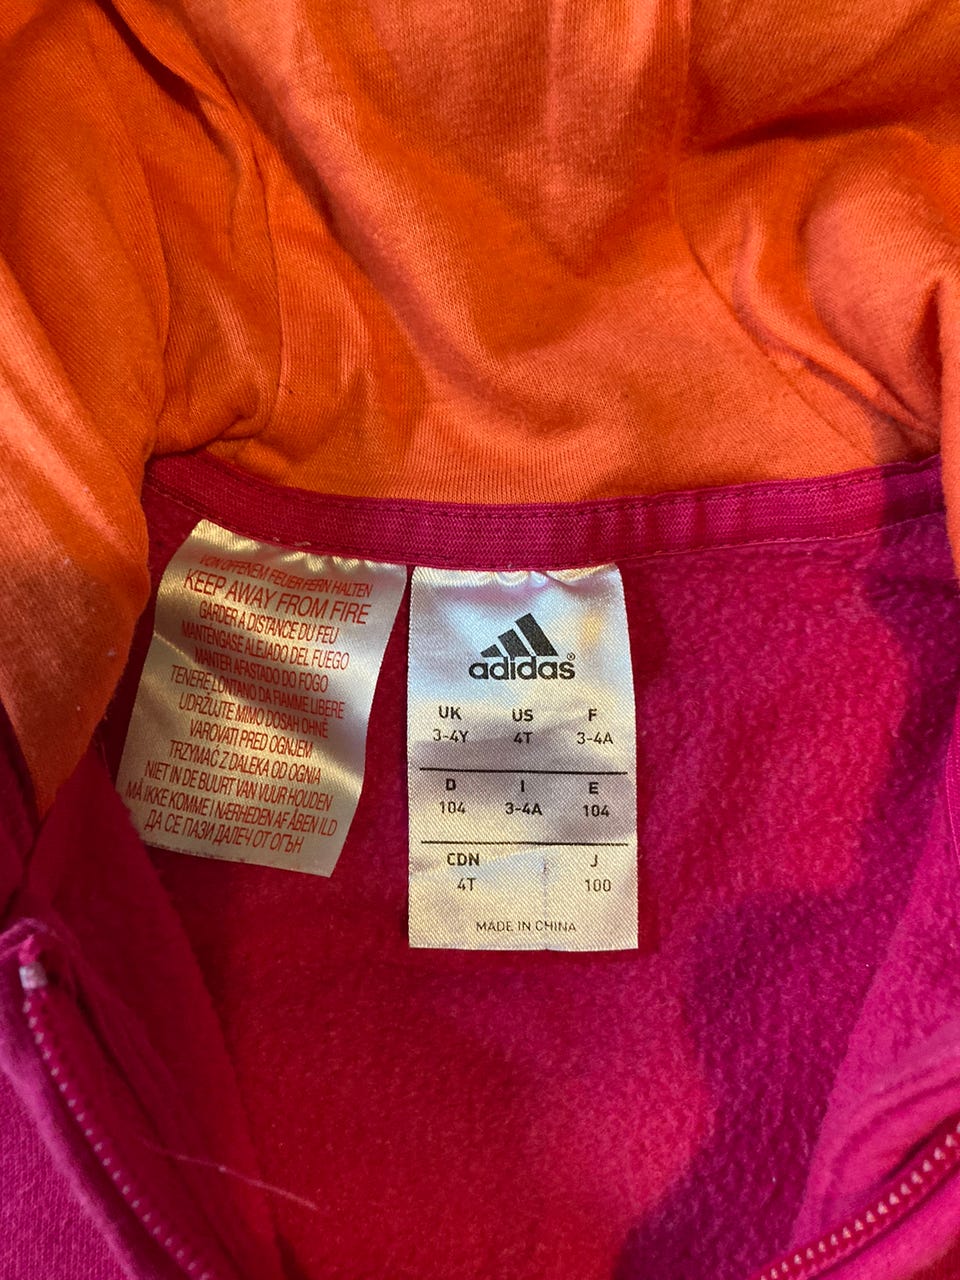 VON OFFENEM FEUER FERN HALTEN
KEEP AWAY FROM FIRE
GARDER A DISTANCE DU FEU
MANTENGASE ALEJADO DEL FUEGO
MANTER AFASTADO DO FOGO
TENERE LONTANO DA FIAMME LIBERE
UDRŽUJTE MIMO DOSAH OHNĚ
VAROVATI PRED OGNJEM
TRZYMAĆ Z DALEKA OD OGNIA
NIET IN DE BUURT VAN VUUR HOUDEN
MÅ IKKE KOMME I NÆRHEDEN AF ÅBEN ILD
ДА СЕ ПАЗИ ДАЛЕЧ ОТ ОГЪН
adidas®
UK US F
3-4Y 4T 3-4A
D I E
104 3-4A 104
CDN J
4T 100
MADE IN CHINA